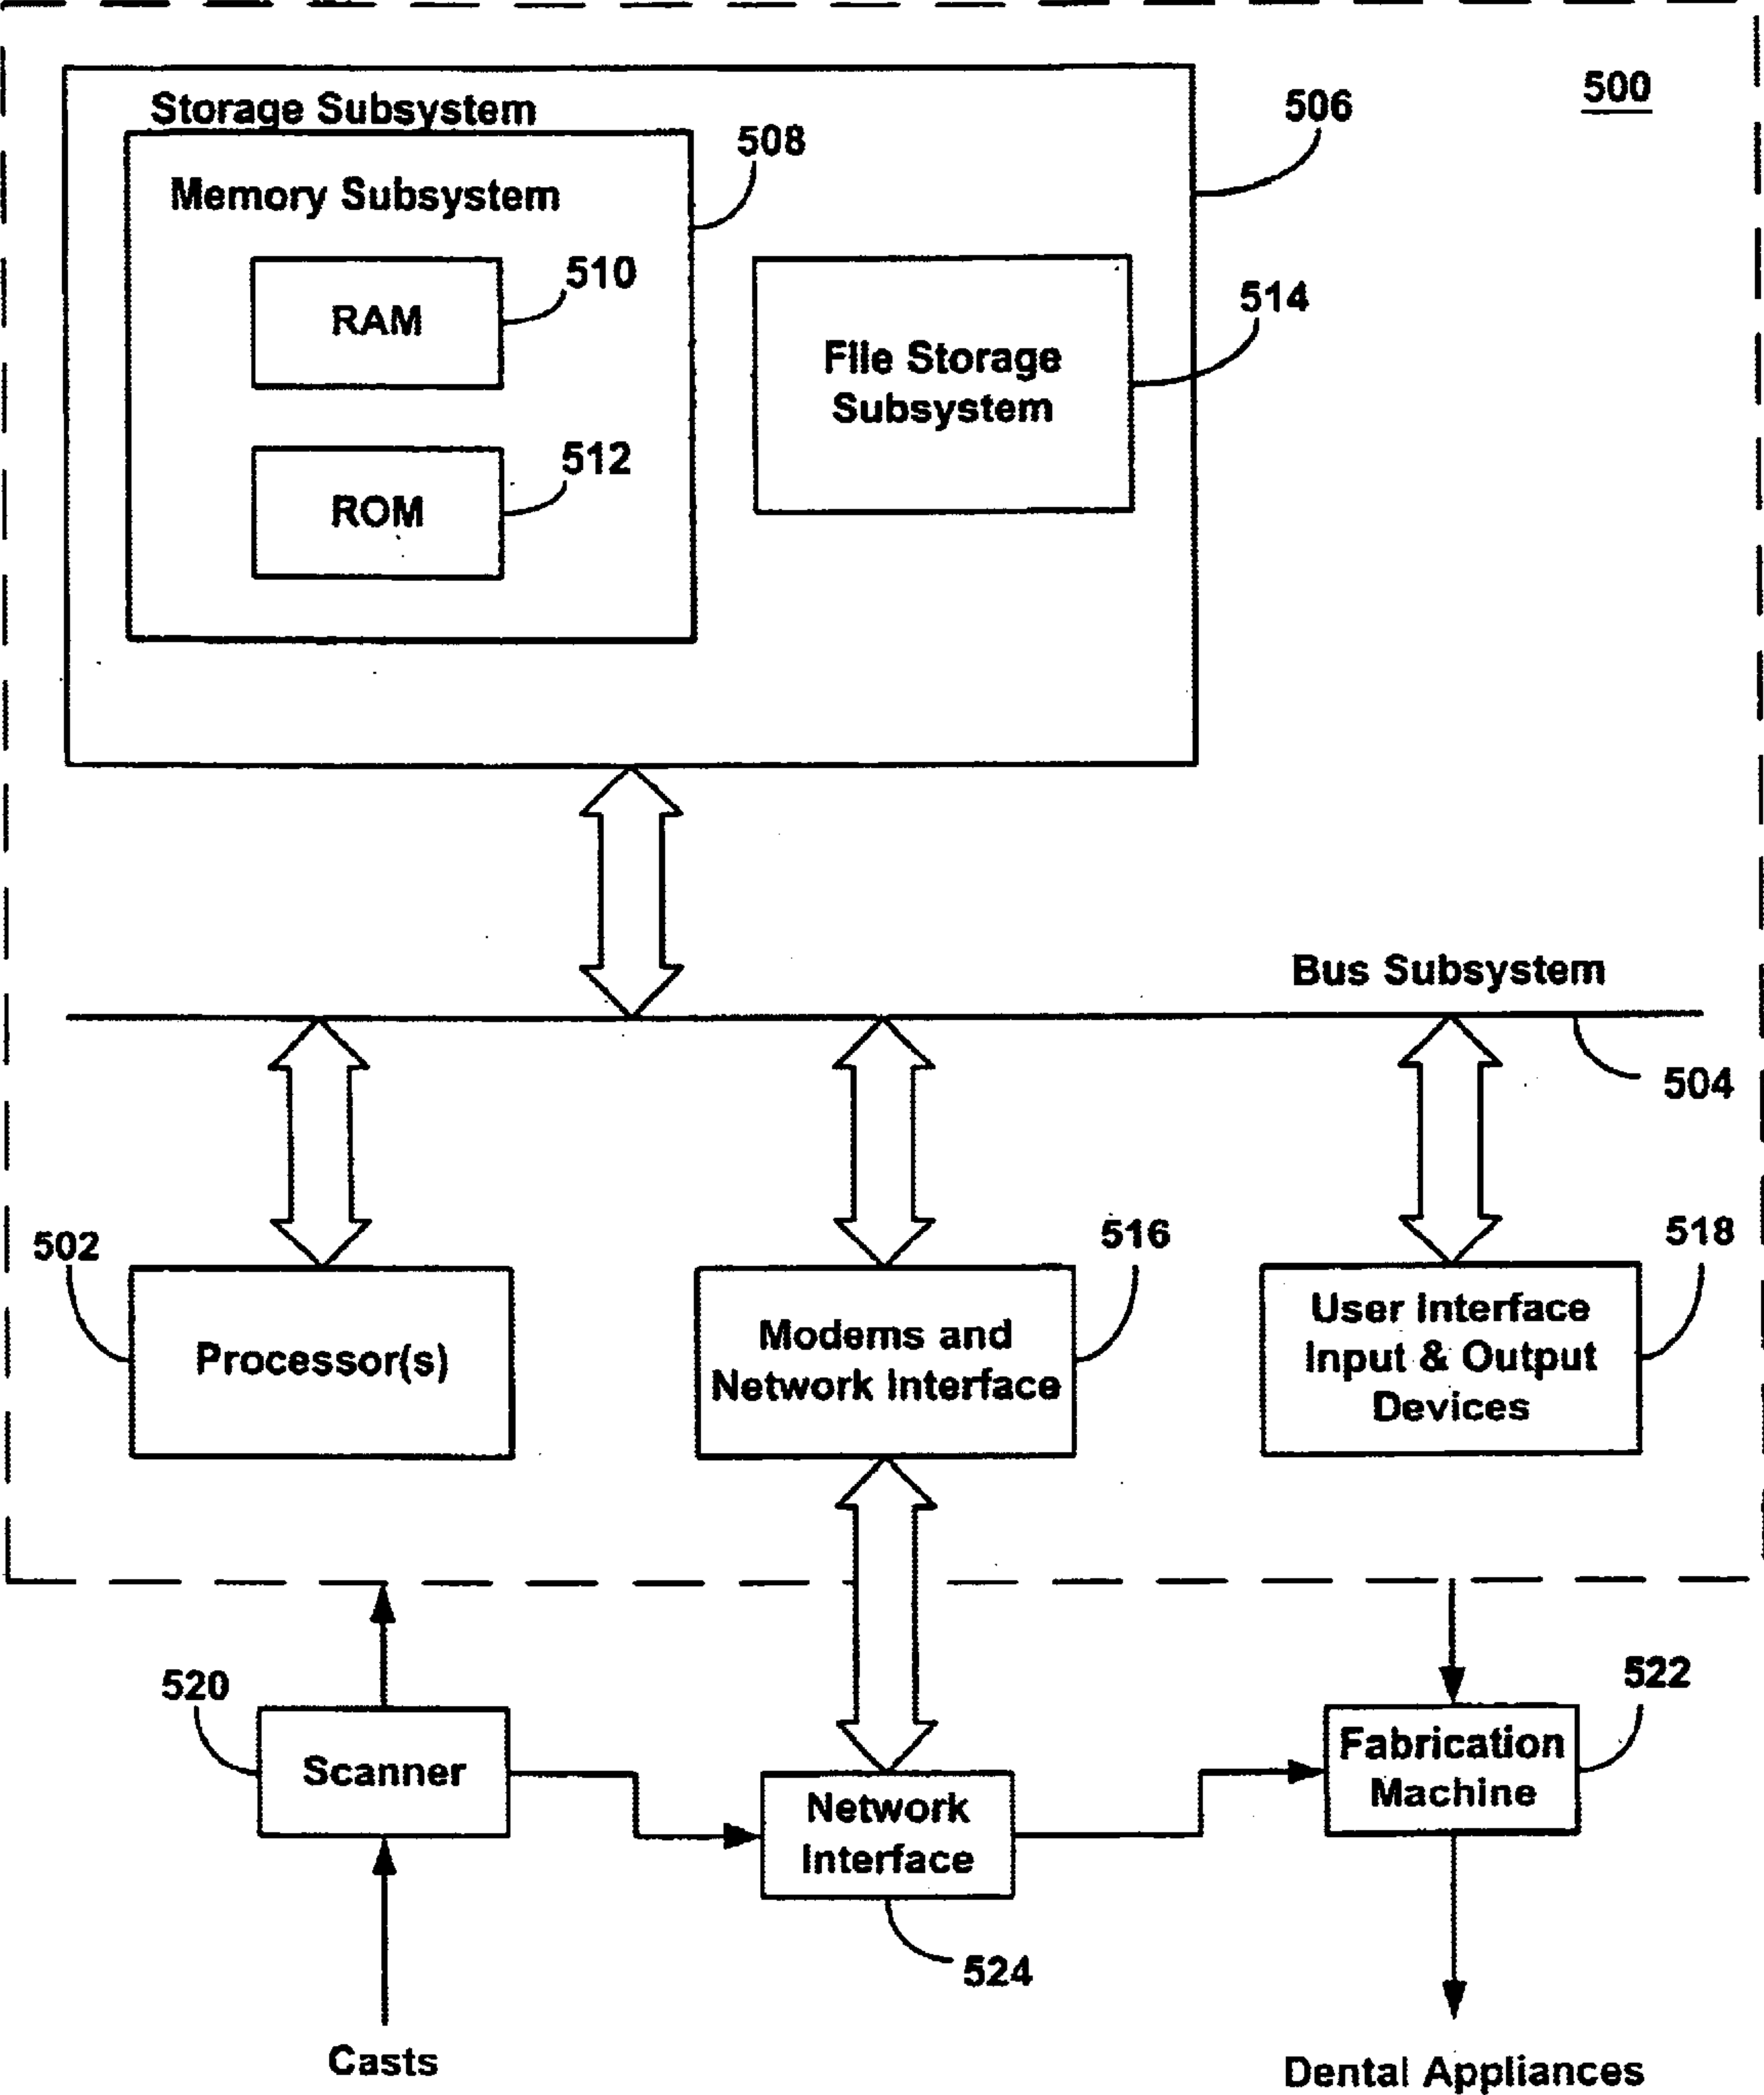 500
Storage Subsystem
506
508
Memory Subsystem
RAM
510
514
File Storage
Subsystem
ROM
512
Bus Subsystem
504
502
516
518
Processor(s)
Modems and
Network Interface
User Interface
Input & Output
Devices
520
522
Scanner
Network
Interface
Fabrication
Machine
524
Casts
Dental Appliances